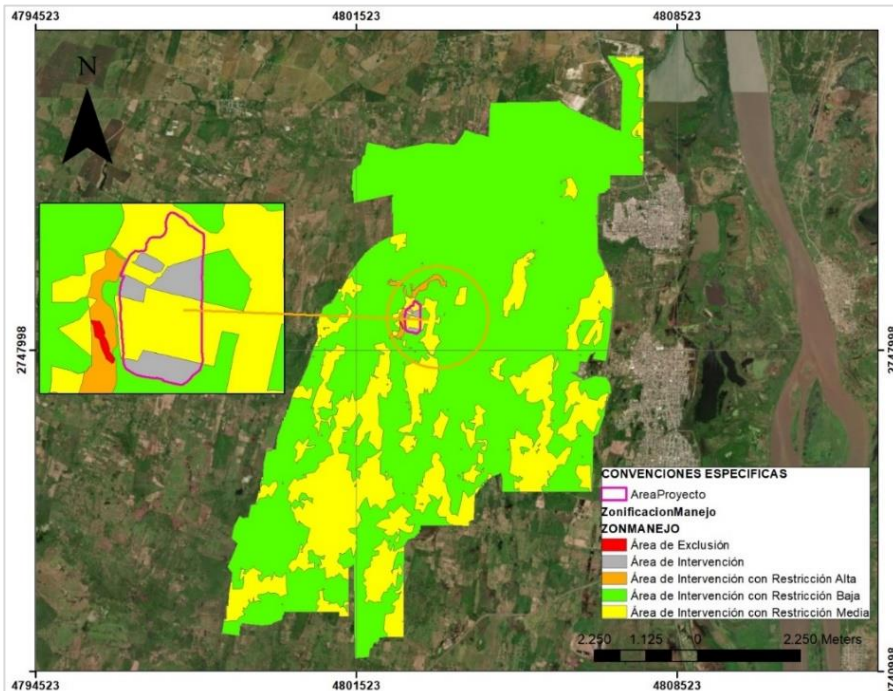 4794523 4801523 4808523
N
2747998 2747998
CONVENCIONES ESPECIFICAS
AreaProyecto
ZonificacionManejo
ZONMANEJO
Área de Exclusión
Área de Intervención
Área de Intervención con Restricción Alta
Área de Intervención con Restricción Baja
Área de Intervención con Restricción Media
2.250 1.125 0 2.250 Meters
4794523 4801523 4808523